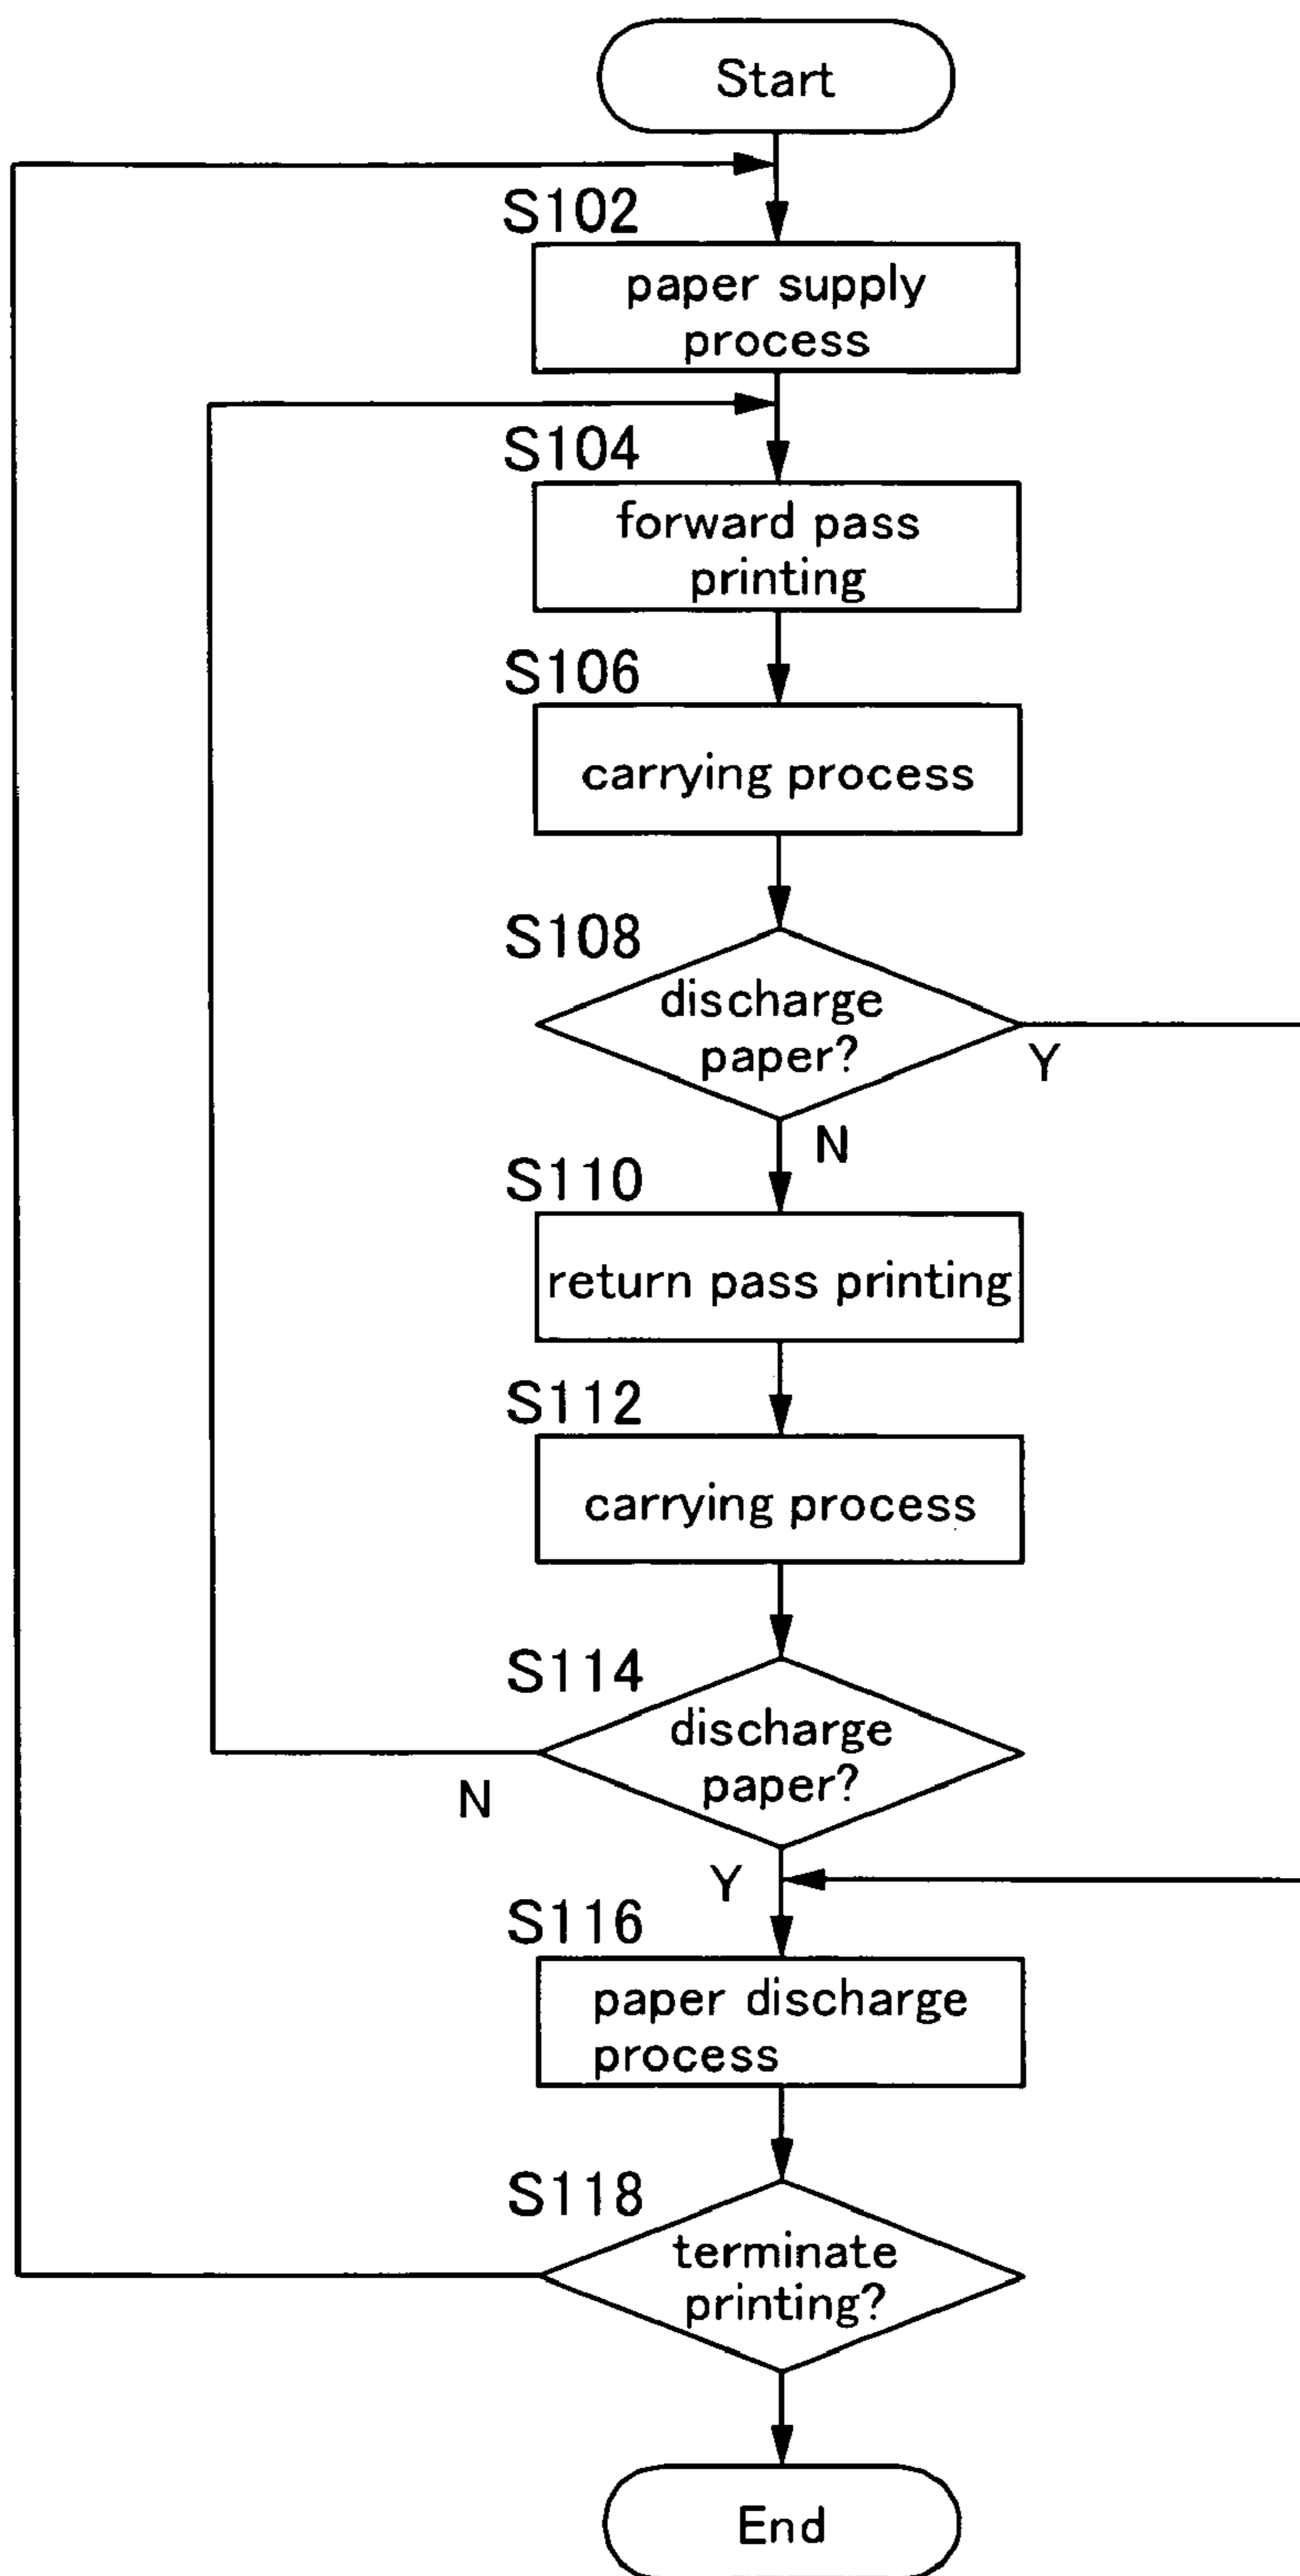 Start
S102
paper supply
process
S104
forward pass
printing
S106
carrying process
S108
discharge
paper?
Y
N
S110
return pass printing
S112
carrying process
S114
discharge
paper?
N
Y
S116
paper discharge
process
S118
terminate
printing?
End